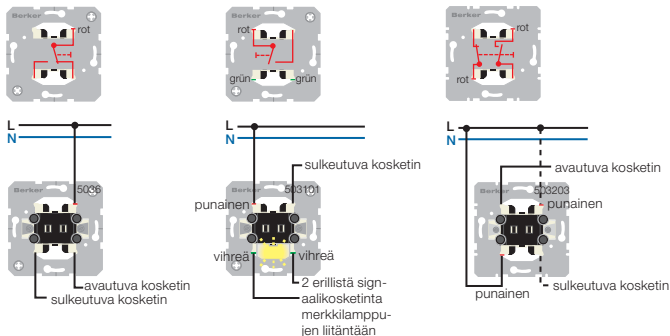 Berker
rot
Berker
rot
grün
grün
Berker
rot
rot
L
N
Berker
5036
avautuva kosketin
sulkeutuva kosketin
sulkeutuva kosketin
Berker
503101
punainen
vihreä
vihreä
2 erillistä sign-
aalikosketinta
merkkilamppu-
jen liitäntään
L
N
avautuva kosketin
Berker
503203
punainen
punainen
sulkeutuva kosketin